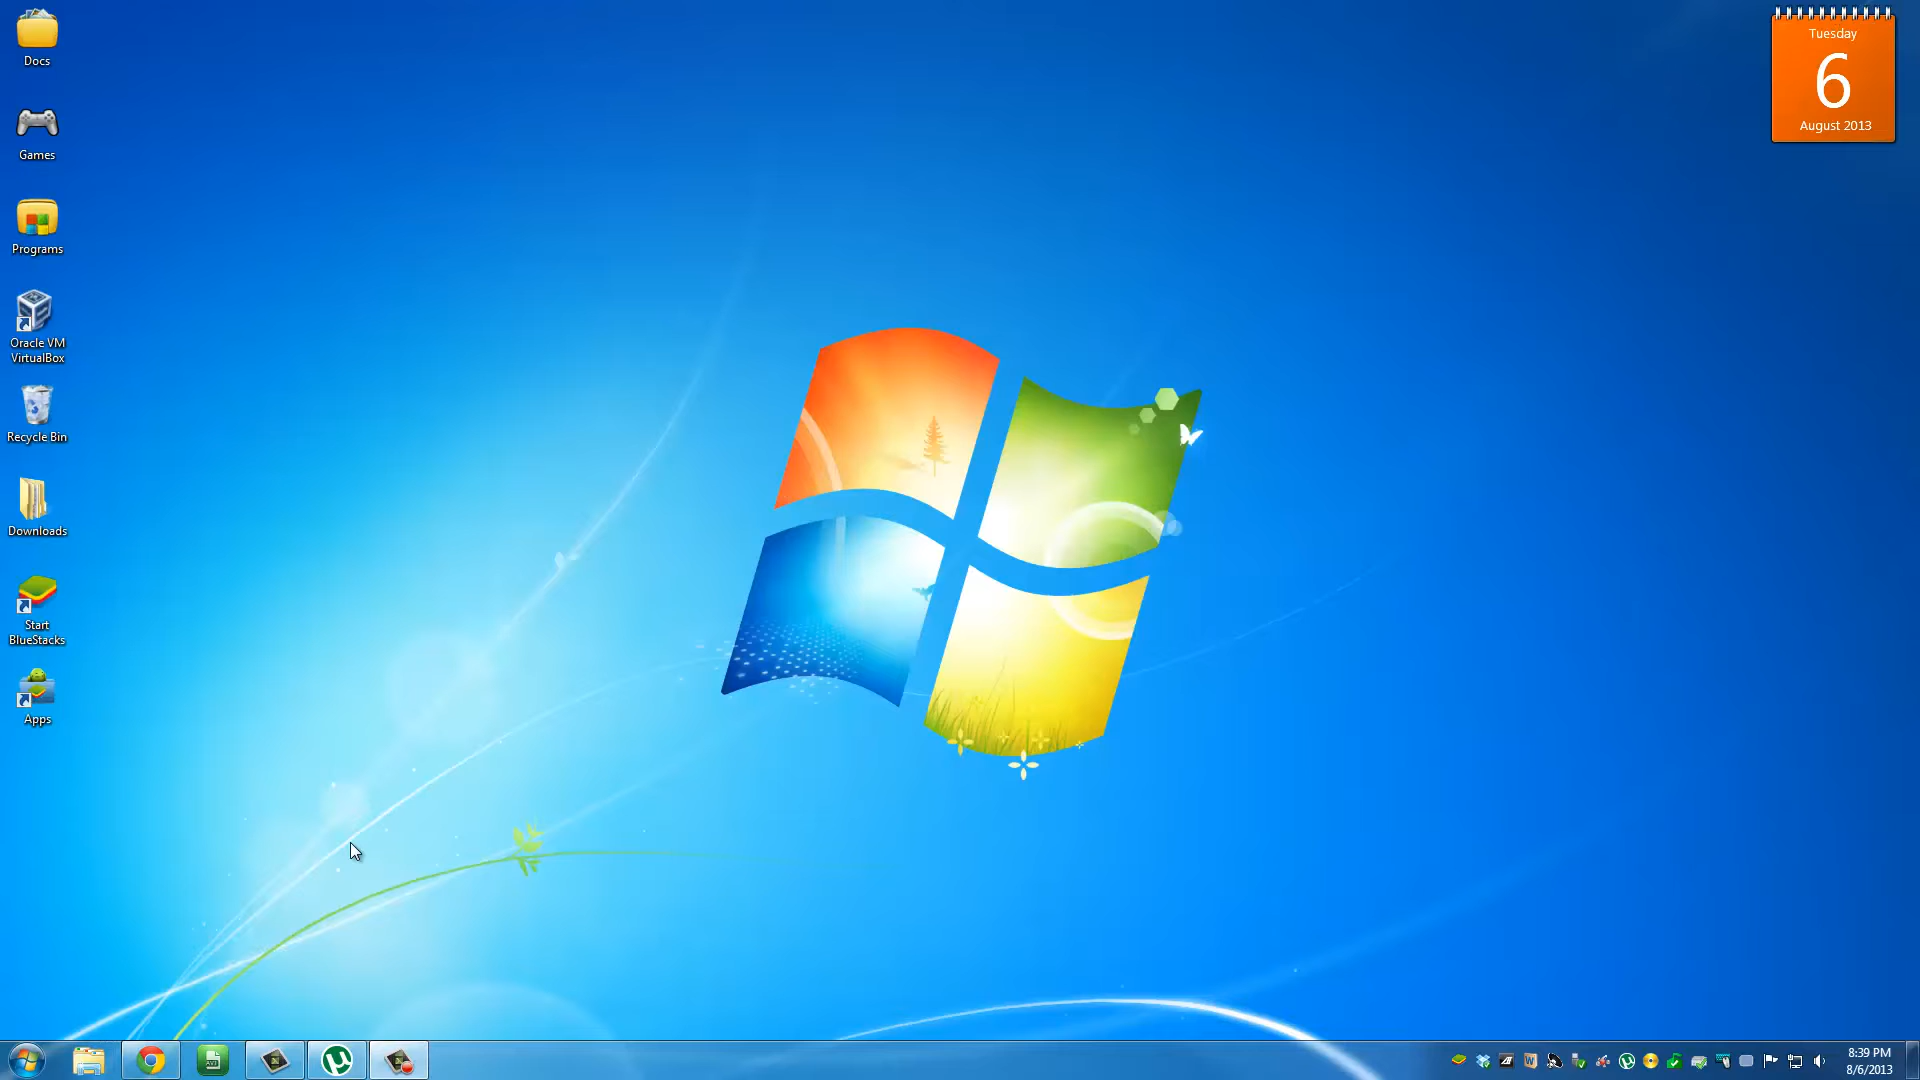 Docs
Games
Programs
Oracle VM
VirtualBox
Recycle Bin
Downloads
Start
BlueStacks
Apps
Tuesday
6
August 2013
8:39 PM
8/6/2013